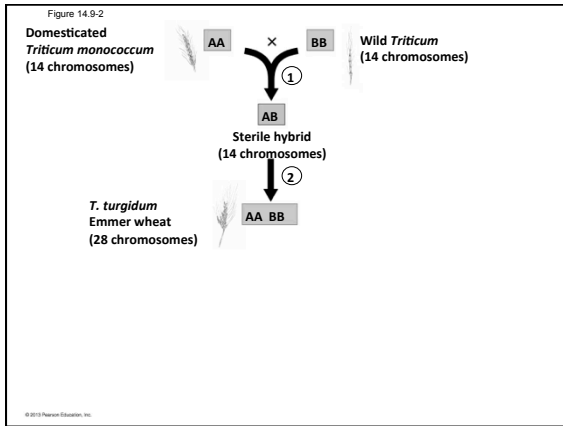 Figure 14.9-2
Domesticated
Triticum monococcum
(14 chromosomes)
AA
×
BB
Wild Triticum
(14 chromosomes)
1
AB
Sterile hybrid
(14 chromosomes)
2
T. turgidum
Emmer wheat
(28 chromosomes)
AA BB
© 2013 Pearson Education, Inc.